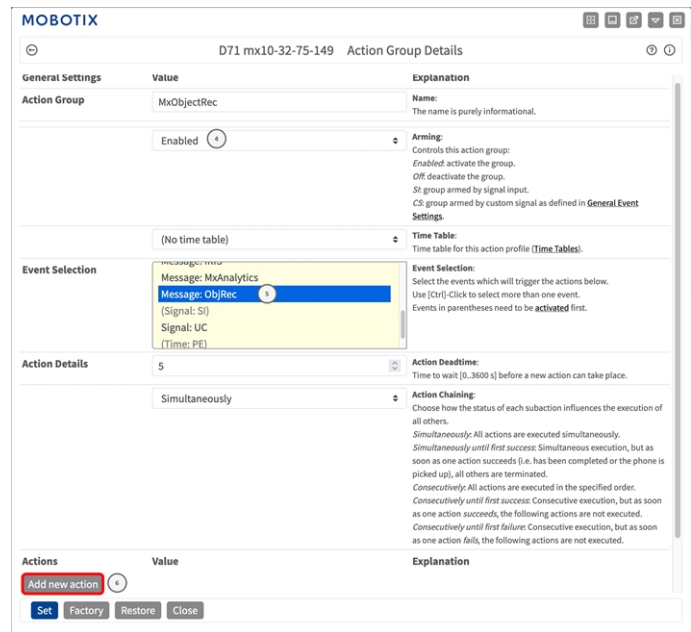 MOBOTIX
D71 mx10-32-75-149 Action Group Details
General Settings Value Explanation
Action Group MxObjectRec Name:
The name is purely informational.
Enabled 4 Arming:
Controls this action group:
Enabled: activate the group.
Off: deactivate the group.
SI: group armed by signal input.
CS: group armed by custom signal as defined in General Event
Settings.
(No time table) Time Table:
Time table for this action profile (Time Tables).
Event Selection
Message: MxAnalytics
Message: ObjRec 5
(Signal: SI)
Signal: UC
(Time: PE)
Event Selection:
Select the events which will trigger the actions below.
Use [Ctrl]-Click to select more than one event.
Events in parentheses need to be activated first.
Action Details 5 Action Deadtime:
Time to wait [0..3600 s] before a new action can take place.
Simultaneously Action Chaining:
Choose how the status of each subaction influences the execution of
all others.
Simultaneously: All actions are executed simultaneously.
Simultaneously until first success: Simultaneous execution, but as
soon as one action succeeds (i.e. has been completed or the phone is
picked up), all others are terminated.
Consecutively: All actions are executed in the specified order.
Consecutively until first success: Consecutive execution, but as soon
as one action succeeds, the following actions are not executed.
Consecutively until first failure: Consecutive execution, but as soon
as one action fails, the following actions are not executed.
Actions Value Explanation
Add new action 6
Set Factory Restore Close